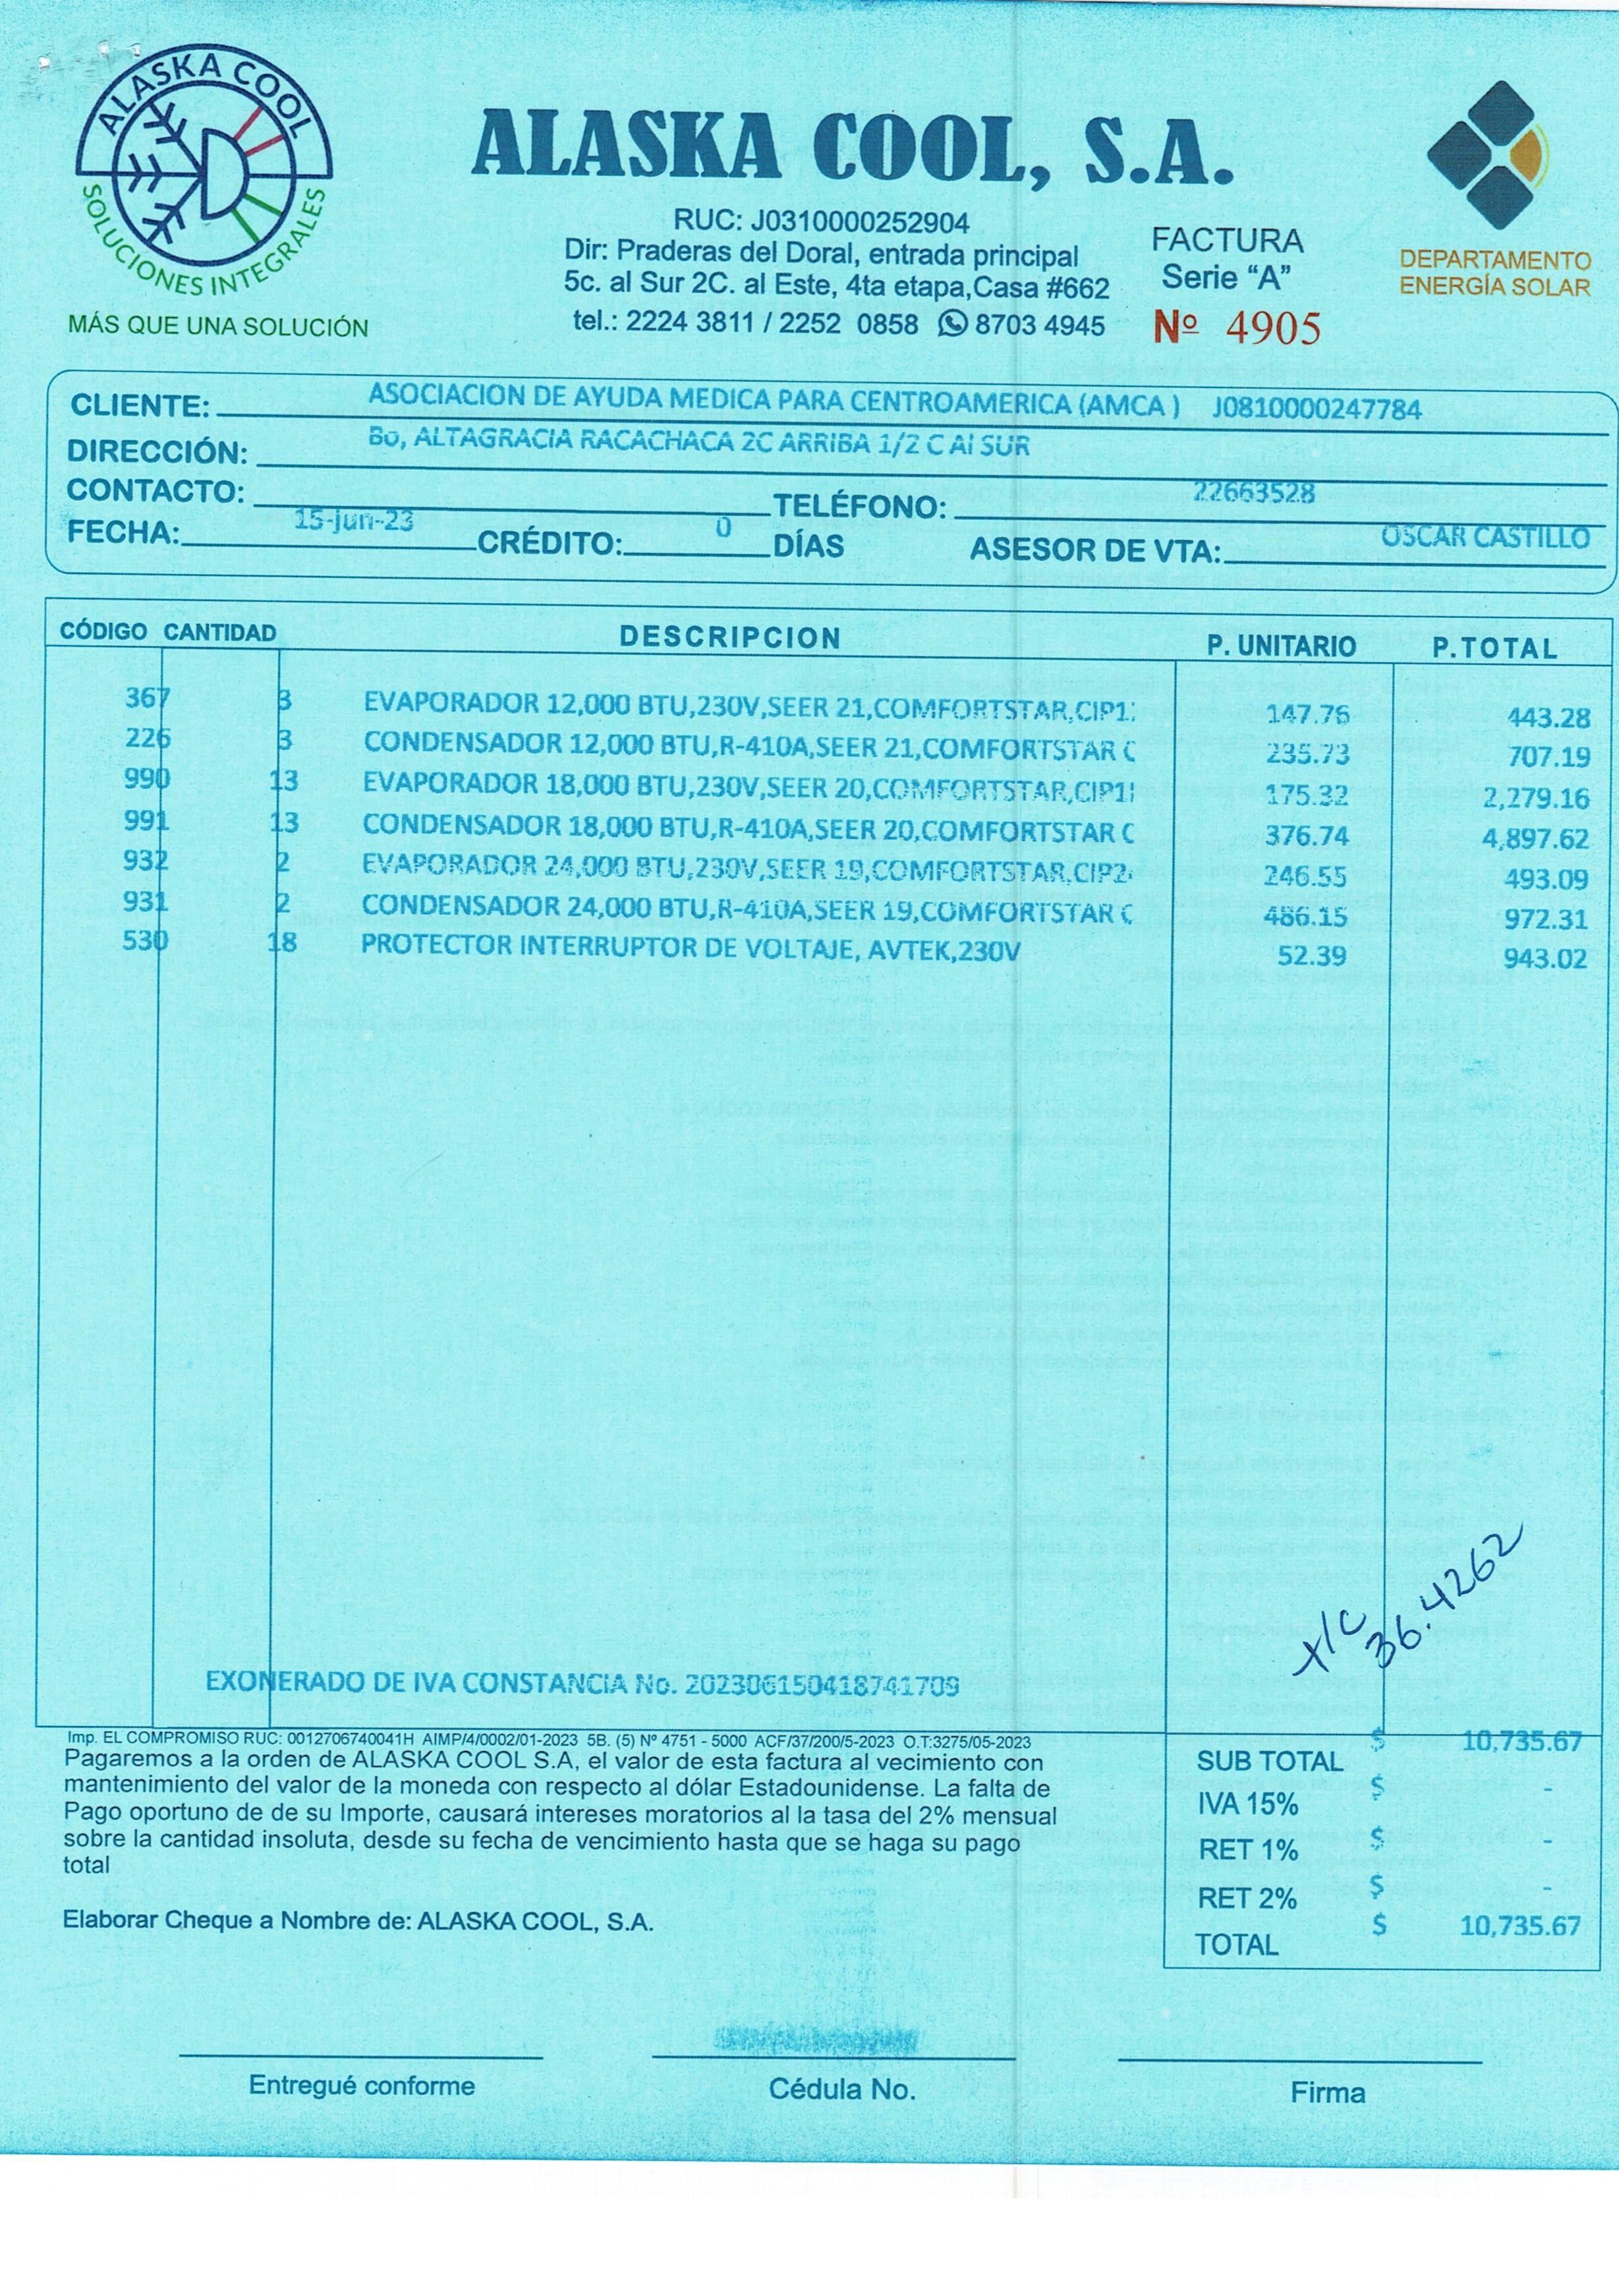 ALASKA COOL
SOLUCIONES INTEGRALES
MÁS QUE UNA SOLUCIÓN
ALASKA COOL, S.A.
RUC: J0310000252904
Dir: Praderas del Doral, entrada principal
5c. al Sur 2C. al Este, 4ta etapa,Casa #662
tel.: 2224 3811 / 2252 0858 8703 4945
FACTURA
Serie "A"
Nº 4905
DEPARTAMENTO
ENERGÍA SOLAR
CLIENTE: ASOCIACION DE AYUDA MEDICA PARA CENTROAMERICA (AMCA ) J0810000247784
DIRECCIÓN: Bo, ALTAGRACIA RACACHACA 2C ARRIBA 1/2 C Al SUR
CONTACTO: TELÉFONO: 22663528
FECHA: 15-jun-23 CRÉDITO: 0 DÍAS ASESOR DE VTA: OSCAR CASTILLO
CÓDIGO CANTIDAD DESCRIPCION P. UNITARIO P.TOTAL
367 3 EVAPORADOR 12,000 BTU,230V,SEER 21,COMFORTSTAR,CIP1 147.76 443.28
226 3 CONDENSADOR 12,000 BTU,R-410A,SEER 21,COMFORTSTAR C 235.73 707.19
990 13 EVAPORADOR 18,000 BTU,230V,SEER 20,COMFORTSTAR,CIP1 175.32 2,279.16
991 13 CONDENSADOR 18,000 BTU,R-410A,SEER 20,COMFORTSTAR C 376.74 4,897.62
932 2 EVAPORADOR 24,000 BTU,230V,SEER 19,COMFORTSTAR,CIP2 246.55 493.09
931 2 CONDENSADOR 24,000 BTU,R-410A,SEER 19,COMFORTSTAR C 486.15 972.31
530 18 PROTECTOR INTERRUPTOR DE VOLTAJE, AVTEK,230V 52.39 943.02
T/C
36.4262
EXONERADO DE IVA CONSTANCIA No. 202306150418741709
Imp. EL COMPROMISO RUC: 0012706740041H AIMP/4/0002/01-2023 5B. (5) Nº 4751 - 5000 ACF/37/200/5-2023 O.T:3275/05-2023
Pagaremos a la orden de ALASKA COOL S.A, el valor de esta factura al vecimiento con
mantenimiento del valor de la moneda con respecto al dólar Estadounidense. La falta de
Pago oportuno de de su Importe, causará intereses moratorios al la tasa del 2% mensual
sobre la cantidad insoluta, desde su fecha de vencimiento hasta que se haga su pago
total
Elaborar Cheque a Nombre de: ALASKA COOL, S.A.
SUB TOTAL $ 10,735.67
IVA 15% $ -
RET 1% $ -
RET 2% $ -
TOTAL $ 10,735.67
Entregué conforme
Cédula No.
Firma